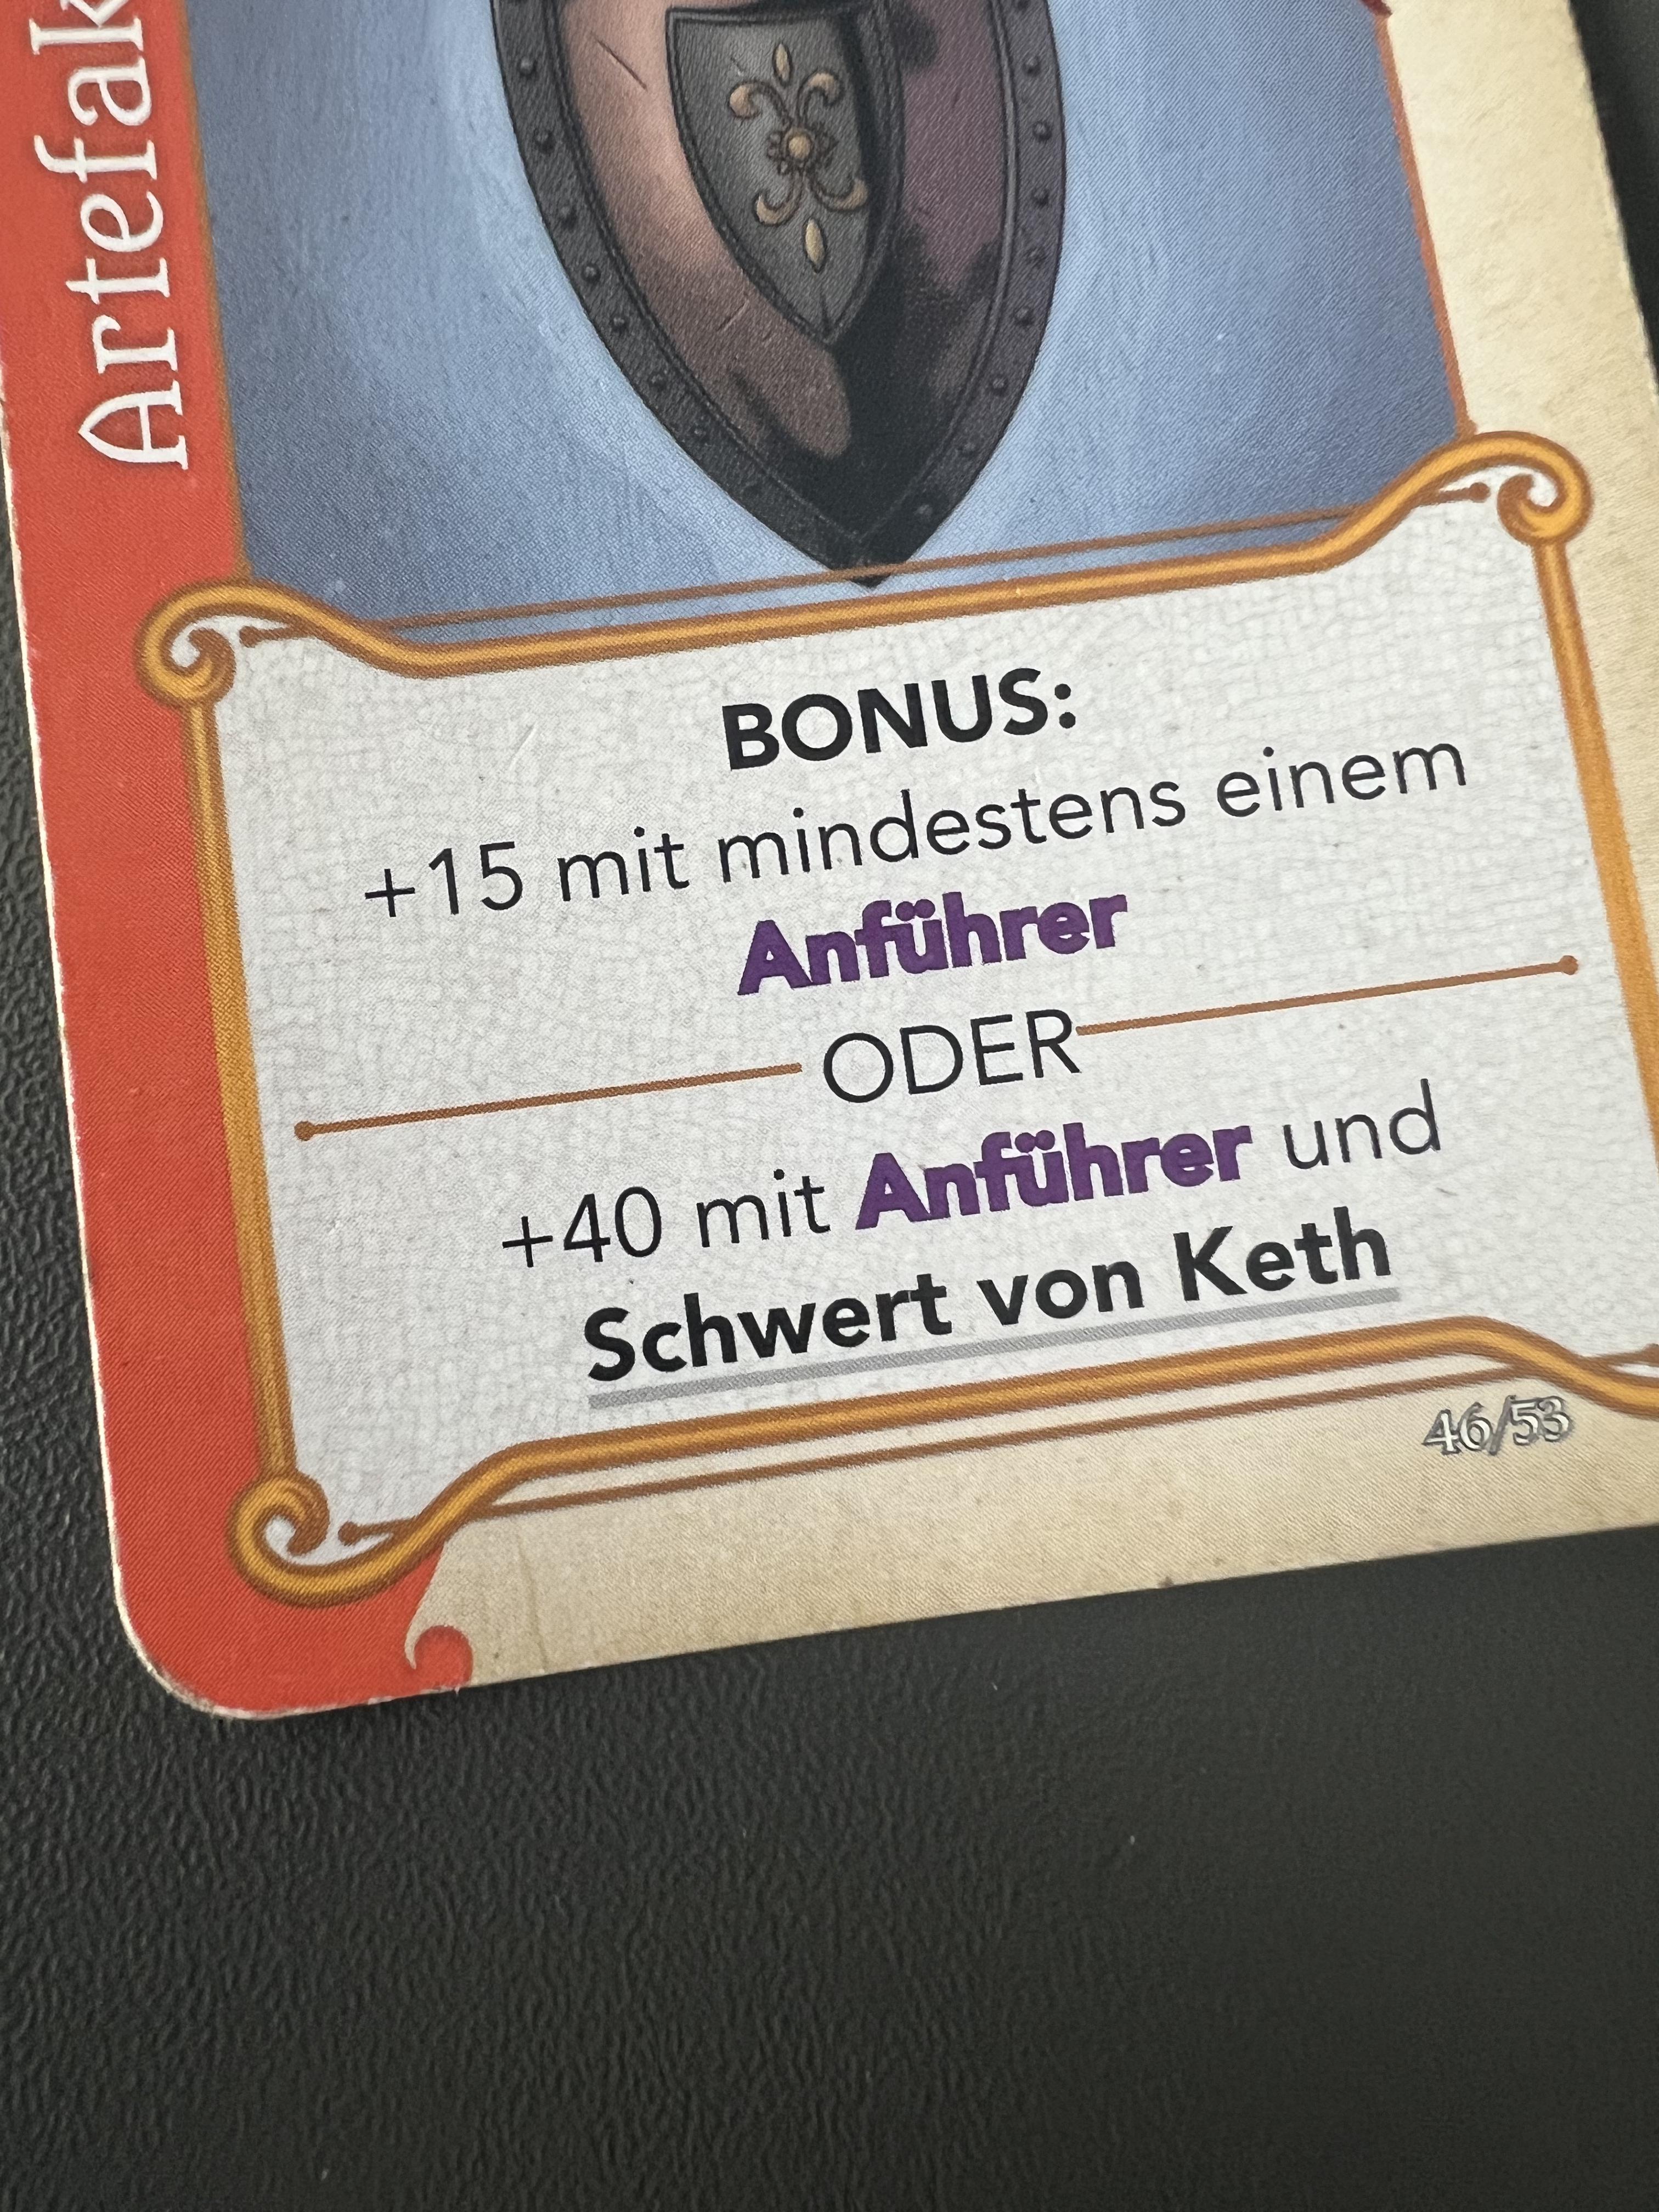 Artefak
BONUS:
+15 mit mindestens einem
Anführer
ODER
+40 mit Anführer und
Schwert von Keth
46/53